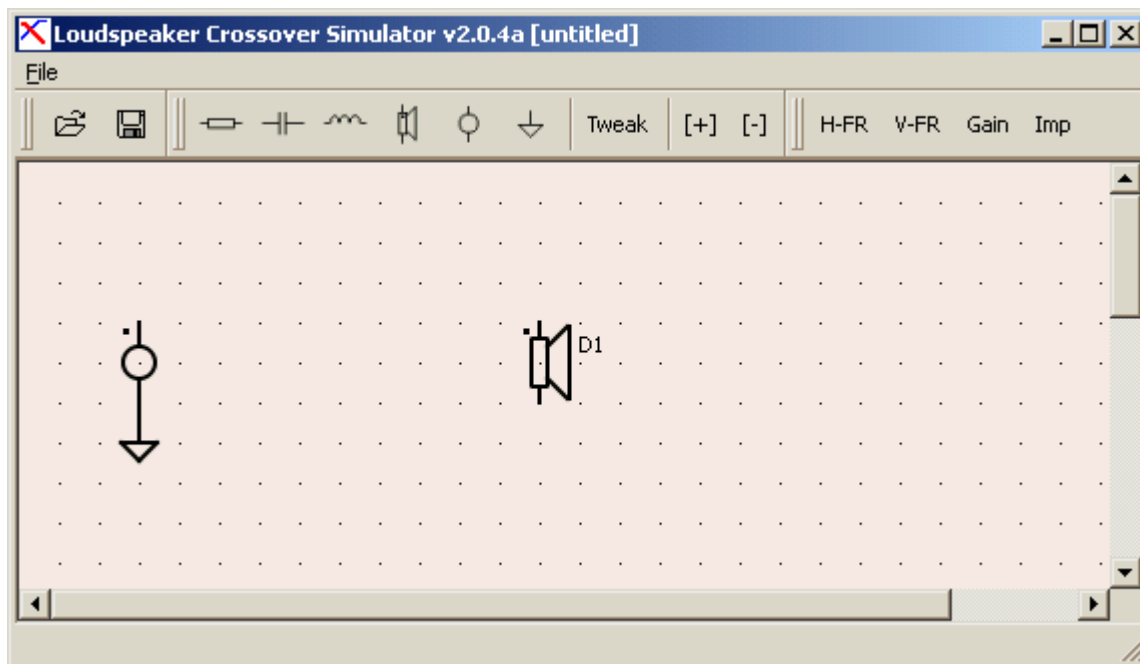 Loudspeaker Crossover Simulator v2.0.4a [untitled]
File
Tweak [+] [-] H-FR V-FR Gain Imp
D1